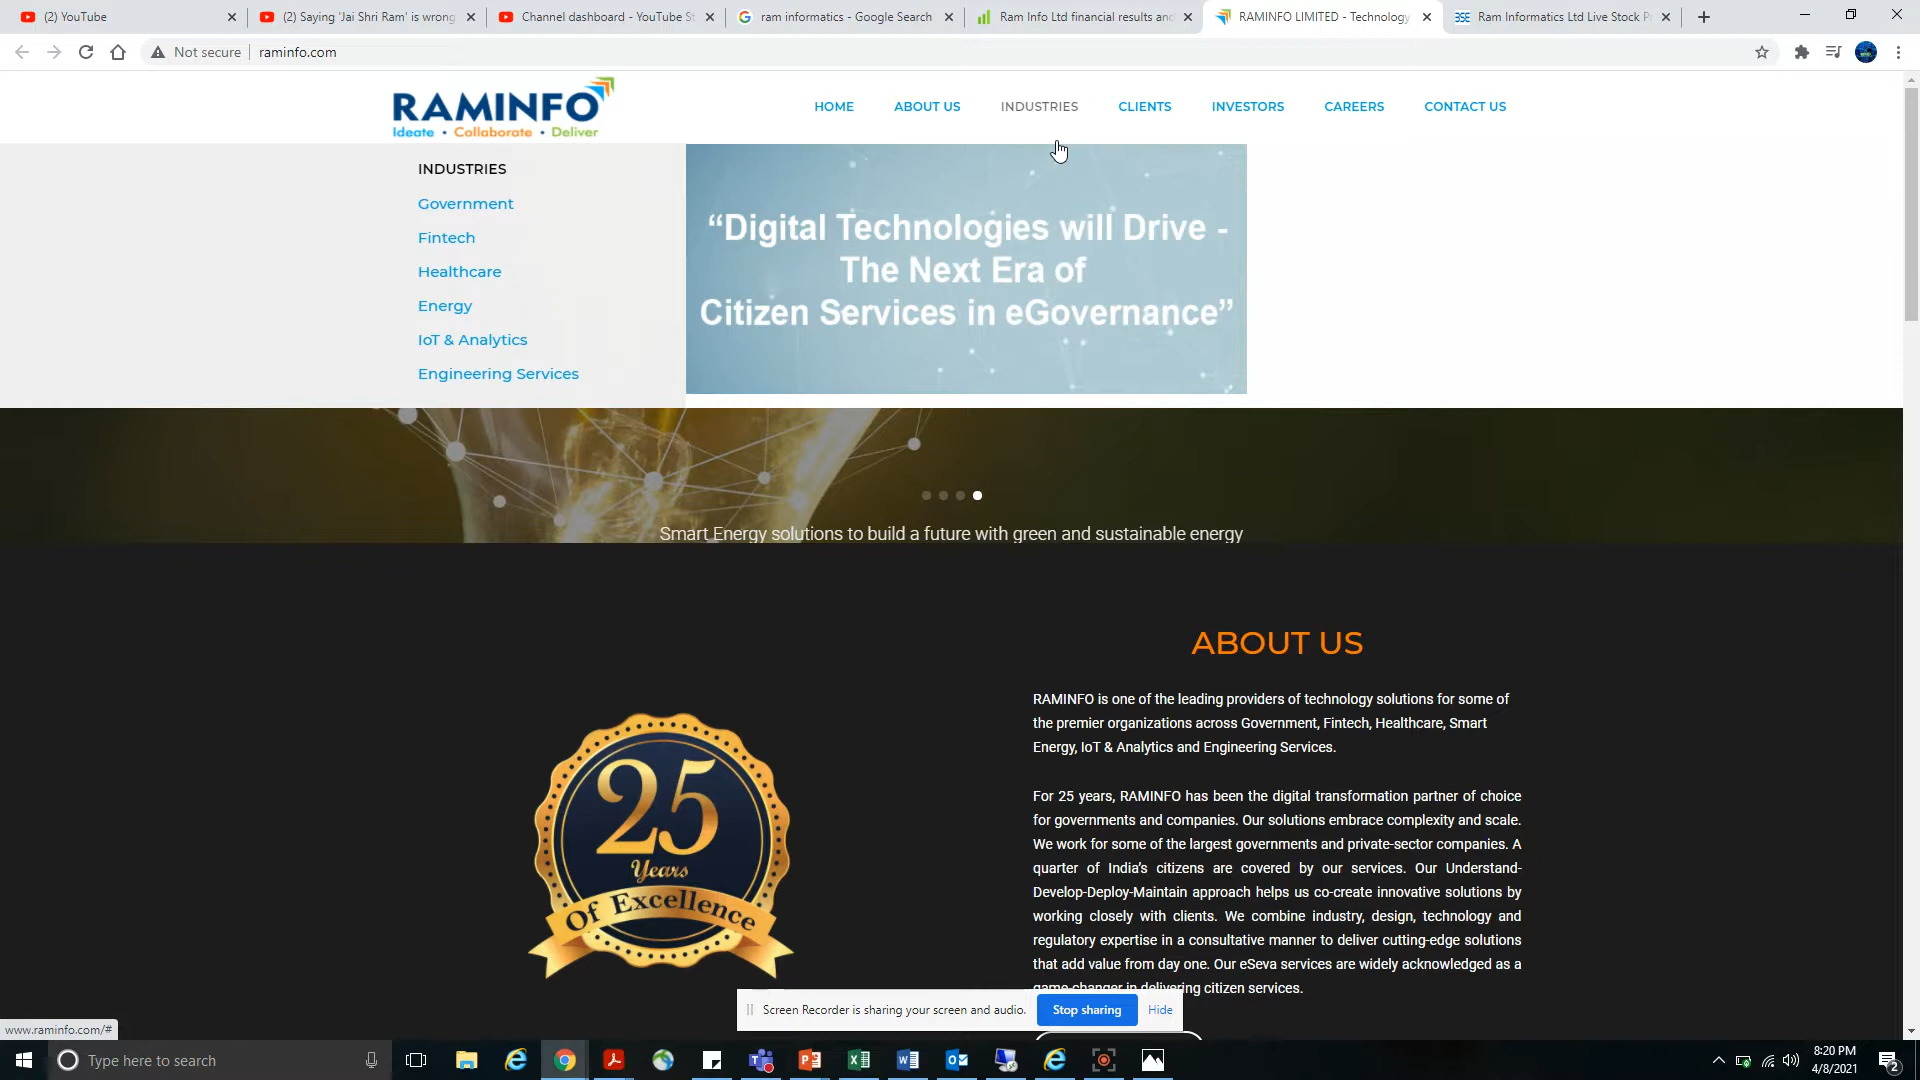 (2) YouTube
(2) Saying 'Jai Shri Ram' is wrong
Channel dashboard - YouTube St
ram informatics - Google Search
Ram Info Ltd financial results and
RAMINFO LIMITED - Technology
Ram Informatics Ltd Live Stock P
Not secure
raminfo.com
RAMINFO
Ideate • Collaborate • Deliver
HOME
ABOUT US
INDUSTRIES
CLIENTS
INVESTORS
CAREERS
CONTACT US
INDUSTRIES
Government
Fintech
Healthcare
Energy
IoT & Analytics
Engineering Services
“Digital Technologies will Drive -
The Next Era of
Citizen Services in eGovernance”
Smart Energy solutions to build a future with green and sustainable energy
25
Years
Of Excellence
ABOUT US
RAMINFO is one of the leading providers of technology solutions for some of
the premier organizations across Government, Fintech, Healthcare, Smart
Energy, IoT & Analytics and Engineering Services.
For 25 years, RAMINFO has been the digital transformation partner of choice
for governments and companies. Our solutions embrace complexity and scale.
We work for some of the largest governments and private-sector companies. A
quarter of India's citizens are covered by our services. Our Understand-
Develop-Deploy-Maintain approach helps us co-create innovative solutions by
working closely with clients. We combine industry, design, technology and
regulatory expertise in a consultative manner to deliver cutting-edge solutions
that add value from day one. Our eSeva services are widely acknowledged as a
game-changer in delivering citizen services.
Screen Recorder is sharing your screen and audio.
Stop sharing
Hide
www.raminfo.com/#
Type here to search
8:20 PM
4/8/2021
2